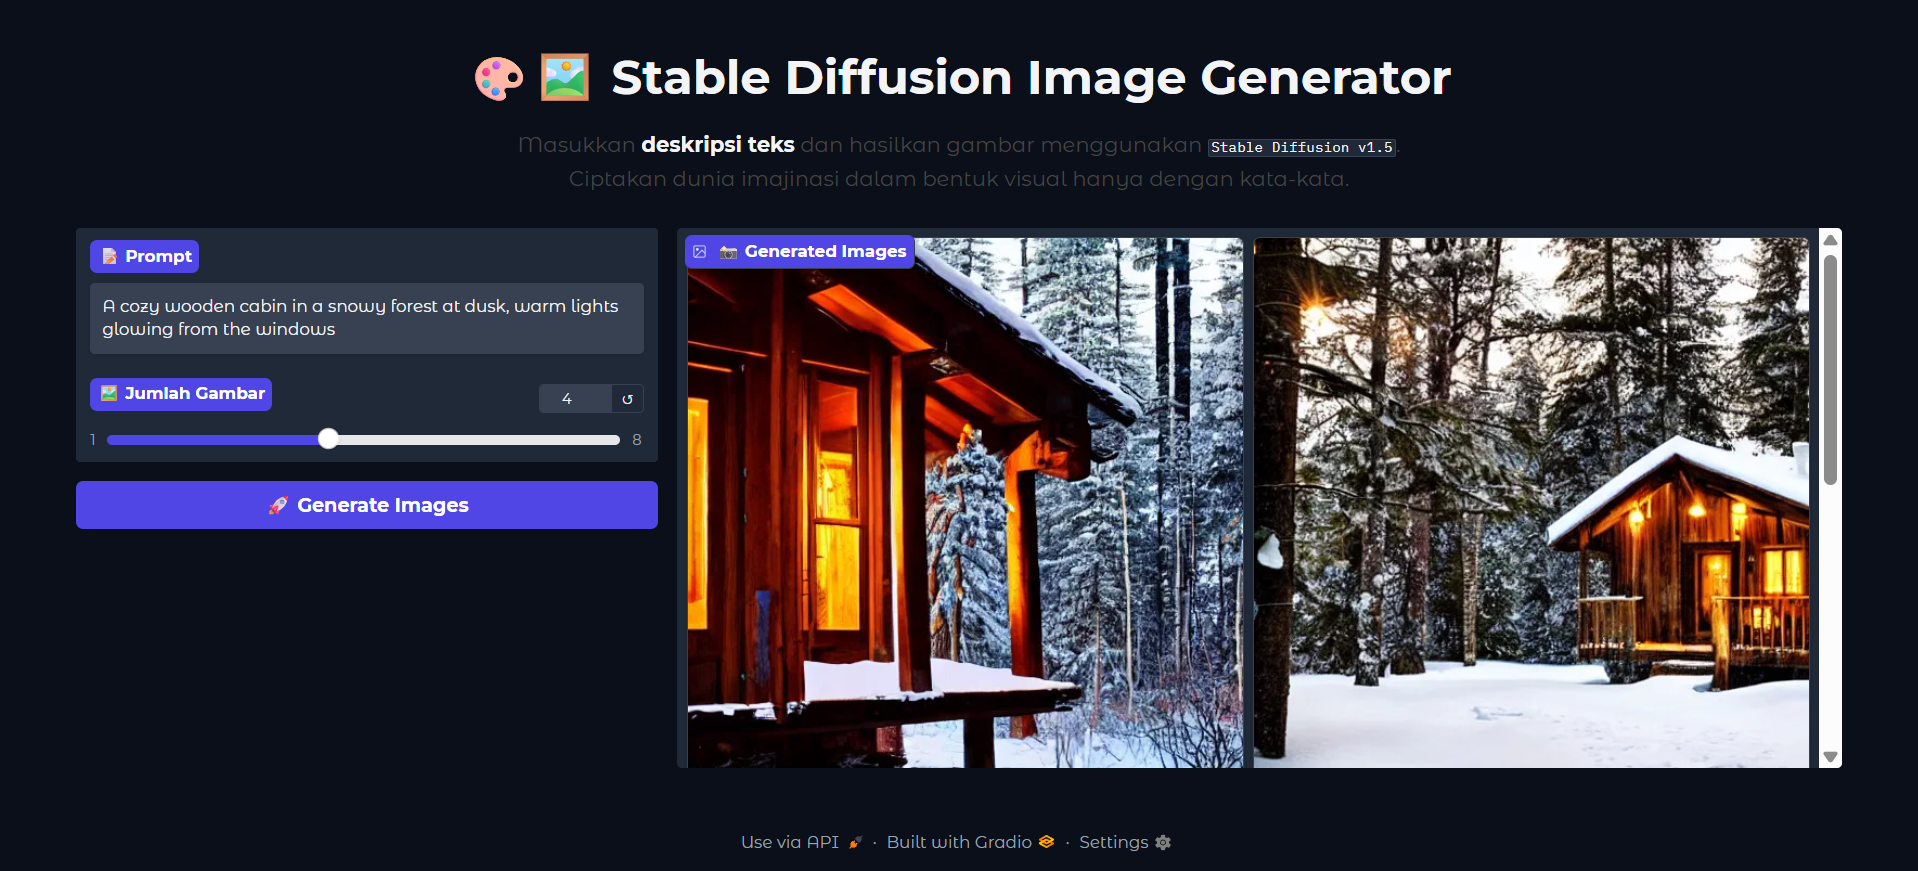 Stable Diffusion Image Generator
Masukkan deskripsi teks dan hasilkan gambar menggunakan Stable Diffusion v1.5.
Ciptakan dunia imajinasi dalam bentuk visual hanya dengan kata-kata.
Prompt
A cozy wooden cabin in a snowy forest at dusk, warm lights
glowing from the windows
Jumlah Gambar
4
1
8
Generate Images
Generated Images
Use via API · Built with Gradio · Settings